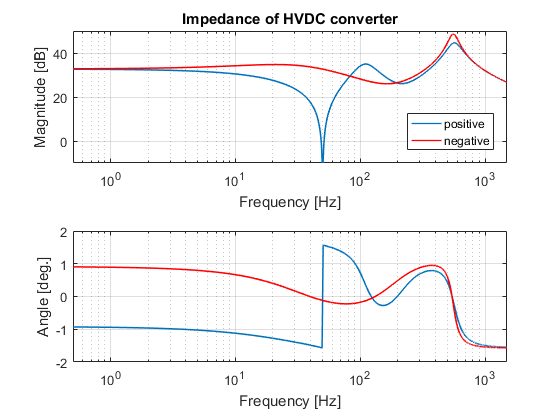 Impedance of HVDC converter
Magnitude [dB]
40
20
0
positive
negative
10^0 10^1 10^2 10^3
Frequency [Hz]
Angle [deg.]
2
1
0
-1
-2
10^0 10^1 10^2 10^3
Frequency [Hz]